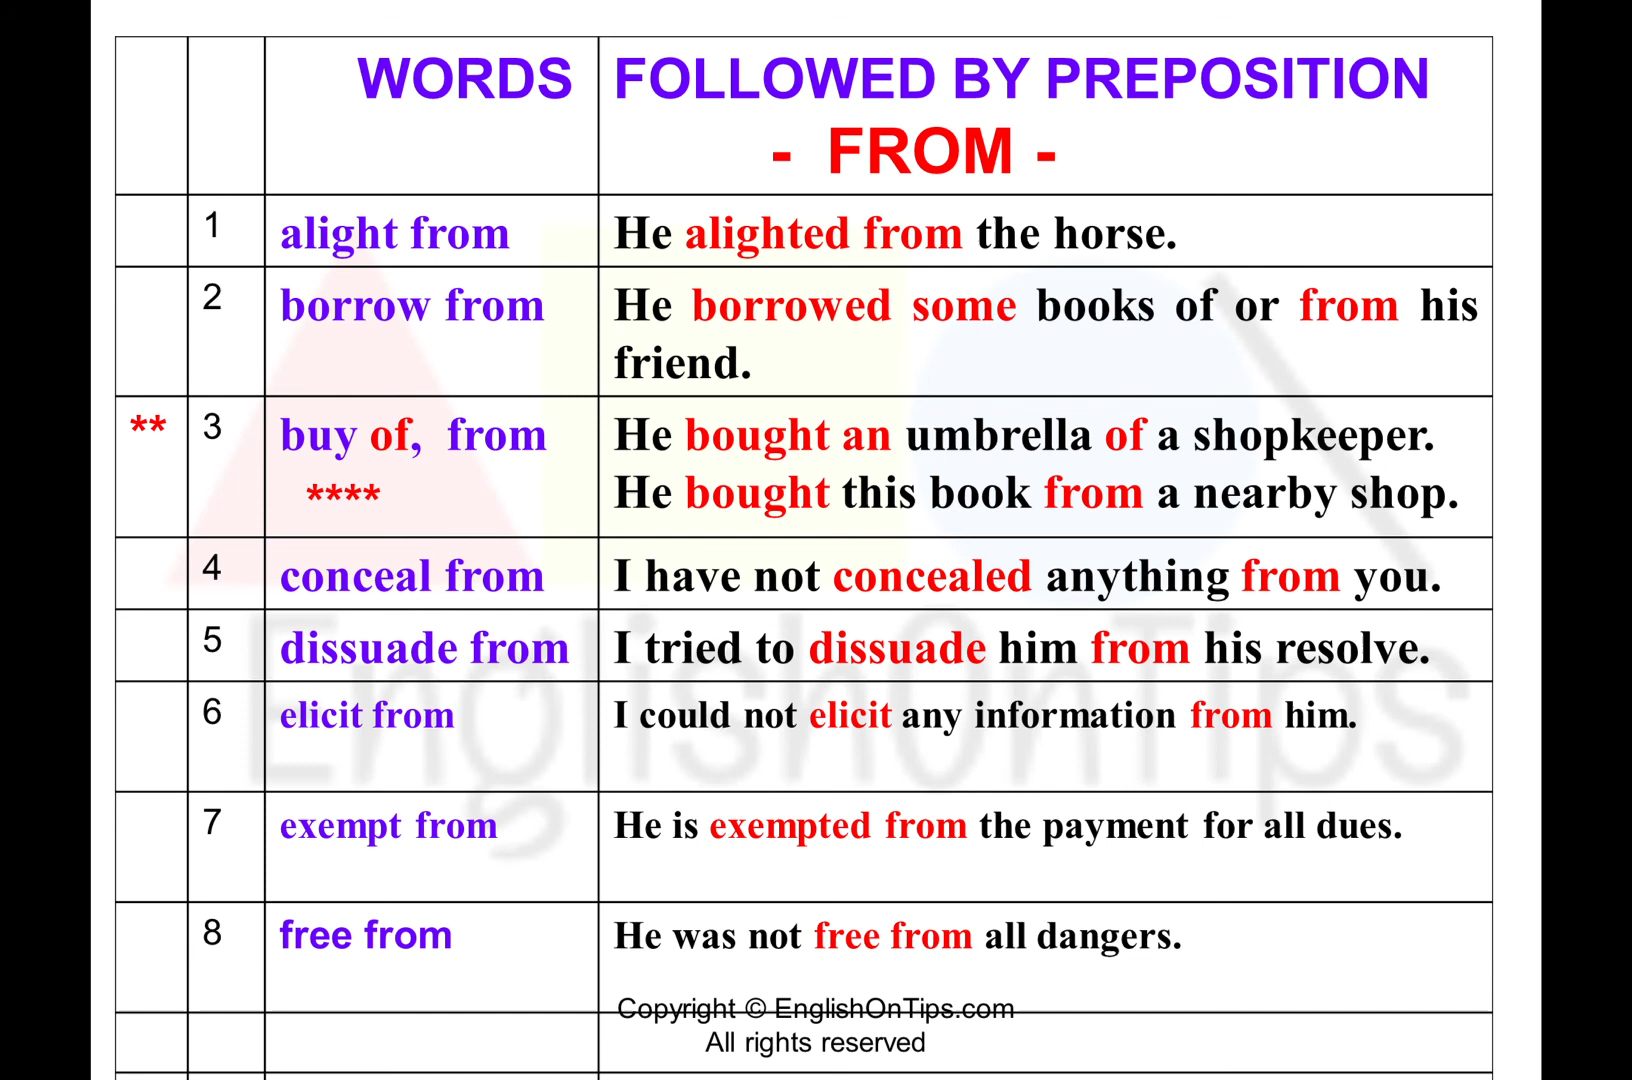 WORDS FOLLOWED BY PREPOSITION
- FROM -
1 alight from He alighted from the horse.
2 borrow from He borrowed some books of or from his
friend.
** 3 buy of, from He bought an umbrella of a shopkeeper.
**** He bought this book from a nearby shop.
4 conceal from I have not concealed anything from you.
5 dissuade from I tried to dissuade him from his resolve.
6 elicit from I could not elicit any information from him.
7 exempt from He is exempted from the payment for all dues.
8 free from He was not free from all dangers.
EnglishOnTips
Copyright © EnglishOnTips.com
All rights reserved